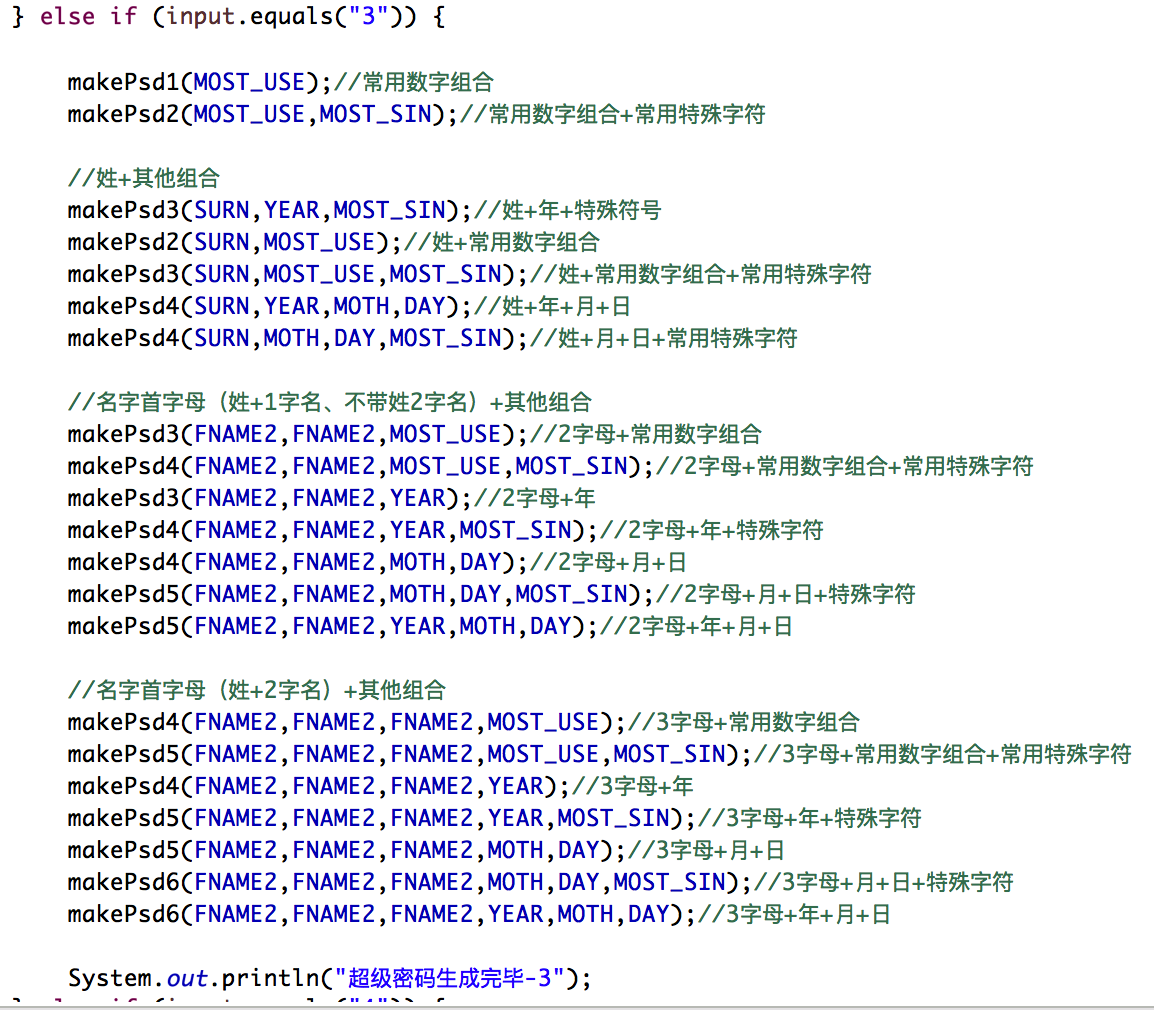 } else if (input.equals("3")) {
makePsd1(MOST_USE);//常用数字组合
makePsd2(MOST_USE,MOST_SIN);//常用数字组合+常用特殊字符
//姓+其他组合
makePsd3(SURN,YEAR,MOST_SIN);//姓+年+特殊符号
makePsd2(SURN,MOST_USE);//姓+常用数字组合
makePsd3(SURN,MOST_USE,MOST_SIN);//姓+常用数字组合+常用特殊字符
makePsd4(SURN,YEAR,MOTH,DAY);//姓+年+月+日
makePsd4(SURN,MOTH,DAY,MOST_SIN);//姓+月+日+常用特殊字符
//名字首字母（姓+1字名、不带姓2字名）+其他组合
makePsd3(FNAME2,FNAME2,MOST_USE);//2字母+常用数字组合
makePsd4(FNAME2,FNAME2,MOST_USE,MOST_SIN);//2字母+常用数字组合+常用特殊字符
makePsd3(FNAME2,FNAME2,YEAR);//2字母+年
makePsd4(FNAME2,FNAME2,YEAR,MOST_SIN);//2字母+年+特殊字符
makePsd4(FNAME2,FNAME2,MOTH,DAY);//2字母+月+日
makePsd5(FNAME2,FNAME2,MOTH,DAY,MOST_SIN);//2字母+月+日+特殊字符
makePsd5(FNAME2,FNAME2,YEAR,MOTH,DAY);//2字母+年+月+日
//名字首字母（姓+2字名）+其他组合
makePsd4(FNAME2,FNAME2,FNAME2,MOST_USE);//3字母+常用数字组合
makePsd5(FNAME2,FNAME2,FNAME2,MOST_USE,MOST_SIN);//3字母+常用数字组合+常用特殊字符
makePsd4(FNAME2,FNAME2,FNAME2,YEAR);//3字母+年
makePsd5(FNAME2,FNAME2,FNAME2,YEAR,MOST_SIN);//3字母+年+特殊字符
makePsd5(FNAME2,FNAME2,FNAME2,MOTH,DAY);//3字母+月+日
makePsd6(FNAME2,FNAME2,FNAME2,MOTH,DAY,MOST_SIN);//3字母+月+日+特殊字符
makePsd6(FNAME2,FNAME2,FNAME2,YEAR,MOTH,DAY);//3字母+年+月+日
System.out.println("超级密码生成完毕-3");